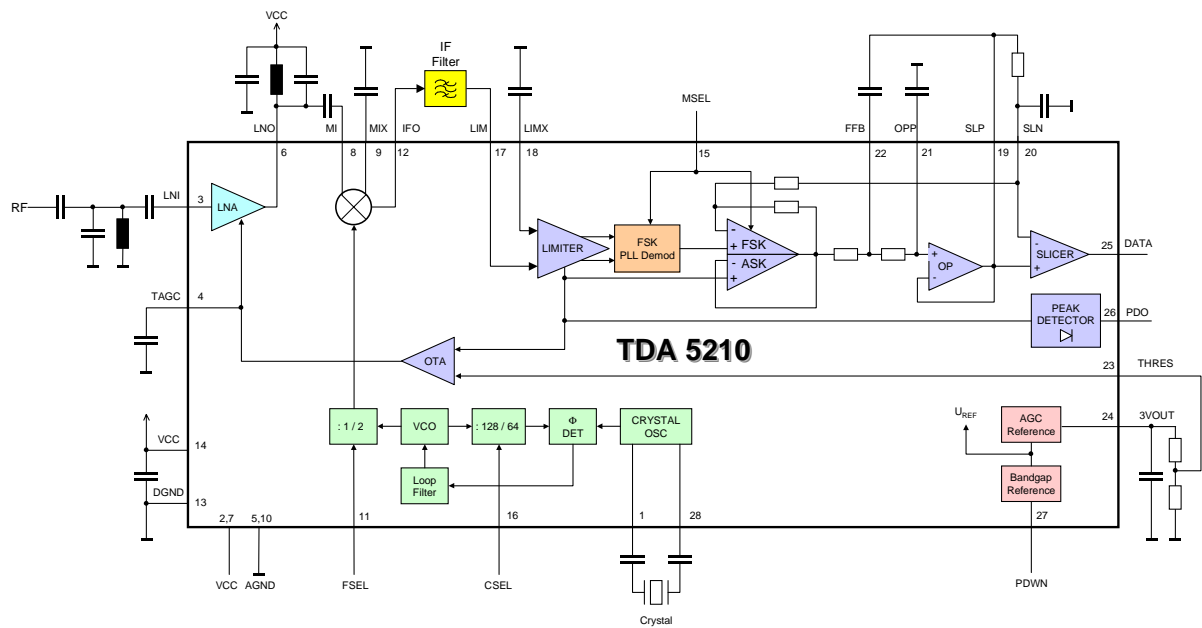 VCC
IF
Filter
MSEL
LNO
MI
MIX
IFO
LIM
LIMX
FFB
OPP
SLP
SLN
6
8
9
12
17
18
15
22
21
19
20
RF
LNI
3
LNA
LIMITER
FSK
PLL Demod
-
+ FSK
- ASK
+
+
-
OP
-
+
SLICER
25
DATA
TAGC
4
PEAK
DETECTOR
26
PDO
OTA
TDA 5210
23
THRES
: 1 / 2
VCO
: 128 / 64
Φ
DET
CRYSTAL
OSC
UREF
AGC
Reference
24
3VOUT
VCC
14
Loop
Filter
Bandgap
Reference
DGND
13
2,7
5,10
11
16
1
28
27
VCC
AGND
FSEL
CSEL
PDWN
Crystal